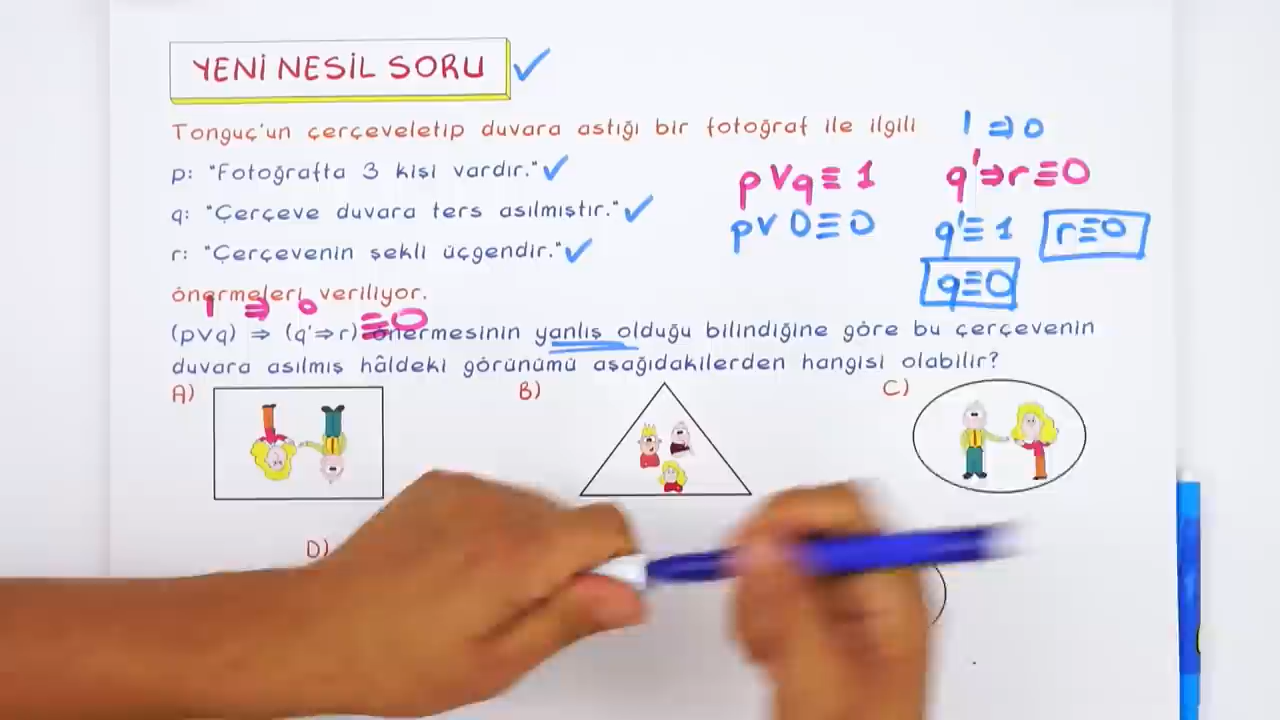 YENİ NESİL SORU ✓
Tonguç'un çerçeveletip duvara astığı bir fotoğraf ile ilgili
p: "Fotoğrafta 3 kişi vardır." ✓
q: "Çerçeve duvara ters asılmıştır." ✓
r: "Çerçevenin şekli üçgendir." ✓
önermeleri veriliyor.
1 ⇒ 0
(p∨q) ⇒ (q'⇒r) ≡0 önermesinin yanlış olduğu bilindiğine göre bu çerçevenin
duvara asılmış hâldeki görünümü aşağıdakilerden hangisi olabilir?
A)
B)
C)
D)
p∨q≡1
p∨0≡0
1⇒0
q'⇒r≡0
q'≡1
r≡0
q≡0